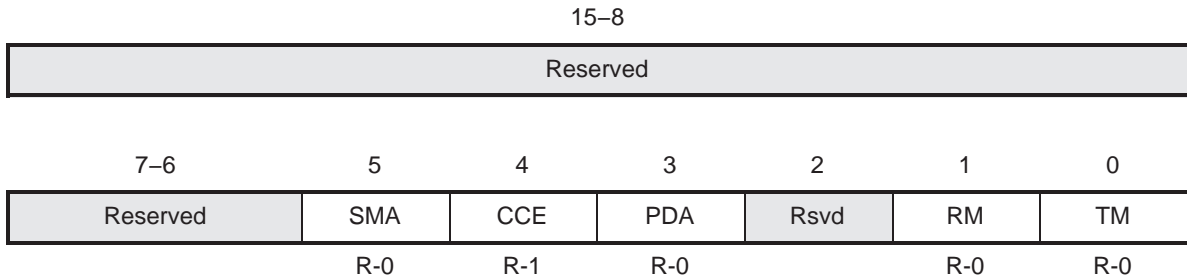 15–8
Reserved
7–6 5 4 3 2 1 0
Reserved SMA CCE PDA Rsvd RM TM
R-0 R-1 R-0 R-0 R-0